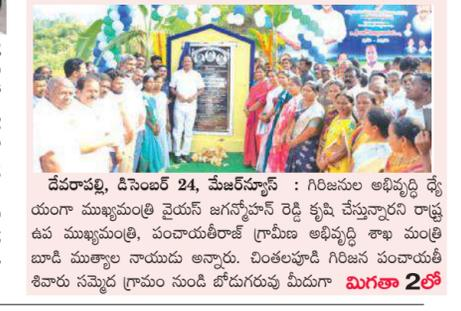 దేవరాపల్లి, డిసెంబర్ 24, మేజర్‌న్యూస్ : గిరిజనుల అభివృద్ధి ధ్యే
యంగా ముఖ్యమంత్రి వైయస్ జగన్మోహన్ రెడ్డి కృషి చేస్తున్నారని రాష్ట్ర
ఉప ముఖ్యమంత్రి, పంచాయతీరాజ్ గ్రామీణ అభివృద్ధి శాఖ మంత్రి
బూడి ముత్యాల నాయుడు అన్నారు. చింతలపూడి గిరిజన పంచాయతీ
శివారు సమ్మెద గ్రామం నుండి బోడుగరువు మీదుగా మిగతా 2లో